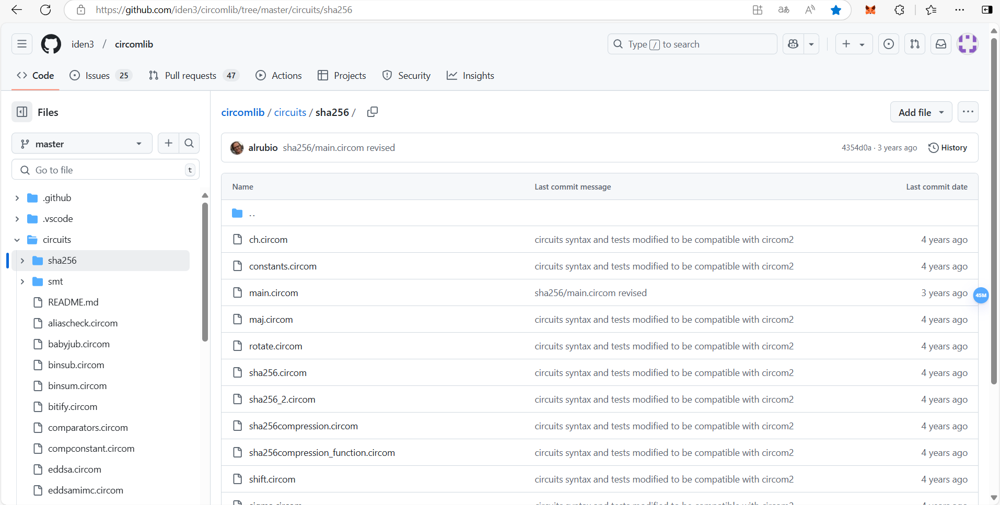 https://github.com/iden3/circomlib/tree/master/circuits/sha256
iden3 / circomlib
Type / to search
Code
Issues 25
Pull requests 47
Actions
Projects
Security
Insights
Files
master
Go to file
t
.github
.vscode
circuits
sha256
smt
README.md
aliascheck.circom
babyjub.circom
binsub.circom
binsum.circom
bitify.circom
comparators.circom
compconstant.circom
eddsa.circom
eddsamimc.circom
circomlib / circuits / sha256 /
Add file
alrubio sha256/main.circom revised 4354d0a · 3 years ago History
Name Last commit message Last commit date
..
ch.circom circuits syntax and tests modified to be compatible with circom2 4 years ago
constants.circom circuits syntax and tests modified to be compatible with circom2 4 years ago
main.circom sha256/main.circom revised 3 years ago
45M
maj.circom circuits syntax and tests modified to be compatible with circom2 4 years ago
rotate.circom circuits syntax and tests modified to be compatible with circom2 4 years ago
sha256.circom circuits syntax and tests modified to be compatible with circom2 4 years ago
sha256_2.circom circuits syntax and tests modified to be compatible with circom2 4 years ago
sha256compression.circom circuits syntax and tests modified to be compatible with circom2 4 years ago
sha256compression_function.circom circuits syntax and tests modified to be compatible with circom2 4 years ago
shift.circom circuits syntax and tests modified to be compatible with circom2 4 years ago